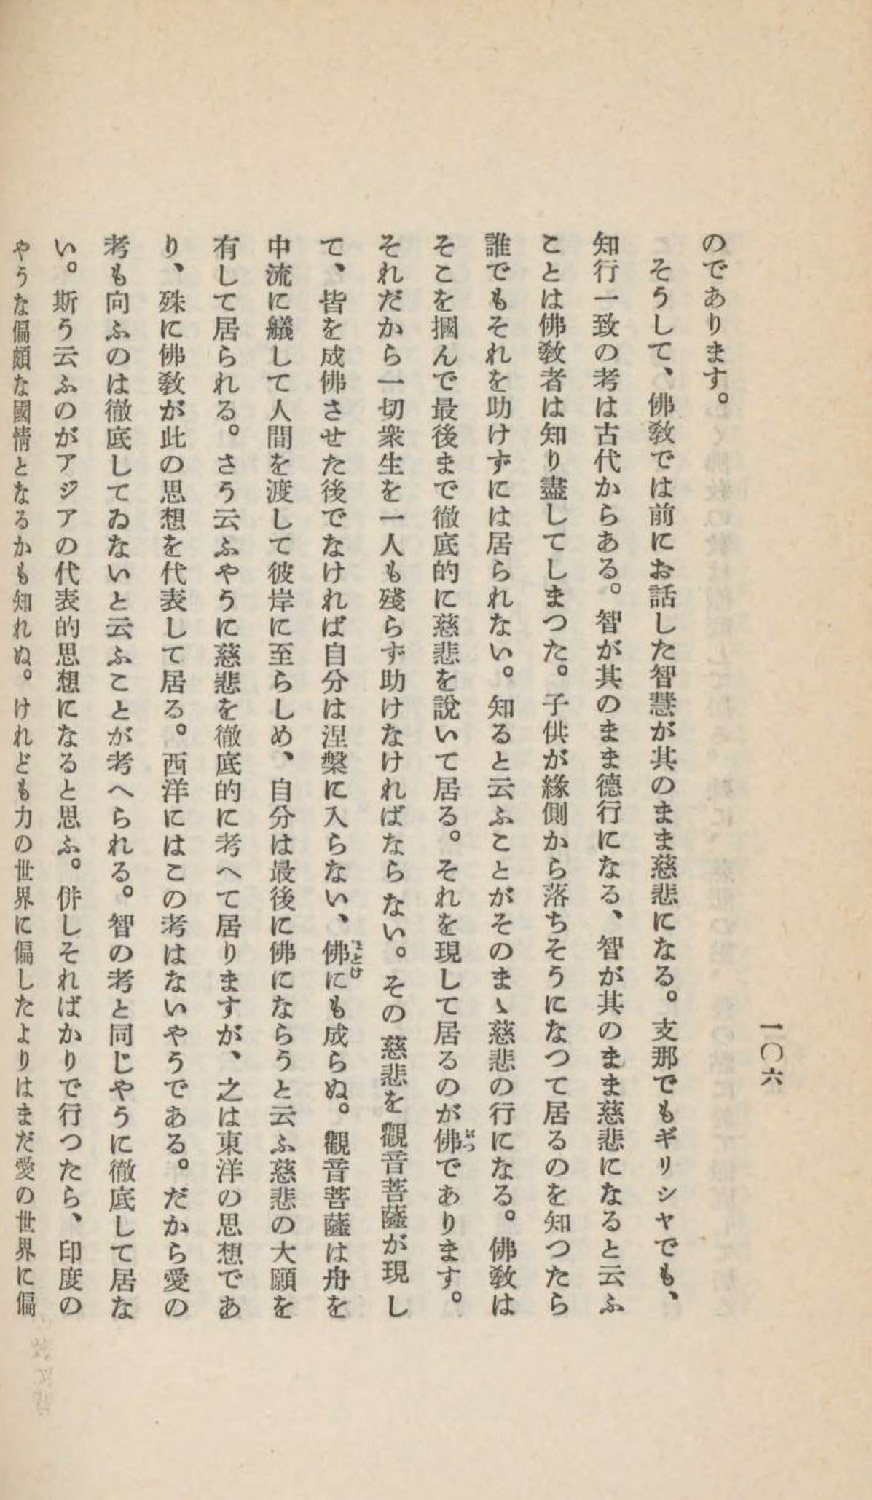 のであります。
そうして、佛敎では前にお話した智慧が其のまま慈悲になる。支那でもギリシヤでも、
知行一致の考は古代からある。智が其のまま德行になる、智が其のまま慈悲になると云ふ
ことは佛敎者は知り盡してしまつた。子供が緣側から落ちそうになつて居るのを知つたら
誰でもそれを助けずには居られない。知ると云ふことがそのまゝ慈悲の行になる。佛敎は
そこを摑んで最後まで徹底的に慈悲を說いて居る。それを現して居るのが佛であります。
それだから一切衆生を一人も殘らず助けなければならない。その慈悲を觀音菩薩が現し
て、皆を成佛させた後でなければ自分は涅槃に入らない、佛にも成らぬ。觀音菩薩は舟を
中流に艤して人間を渡して彼岸に至らしめ、自分は最後に佛にならうと云ふ慈悲の大願を
有して居られる。さう云ふやうに慈悲を徹底的に考へて居りますが、之は東洋の思想であ
り、殊に佛敎が此の思想を代表して居る。西洋にはこの考はないやうである。だから愛の
考も向ふのは徹底してゐないと云ふことが考へられる。智の考と同じやうに徹底して居な
い。斯う云ふのがアジアの代表的思想になると思ふ。併しそればかりで行つたら、印度の
やうな偏頗な國情となるかも知れぬ。けれども力の世界に偏したよりはまだ愛の世界に偏
一〇六